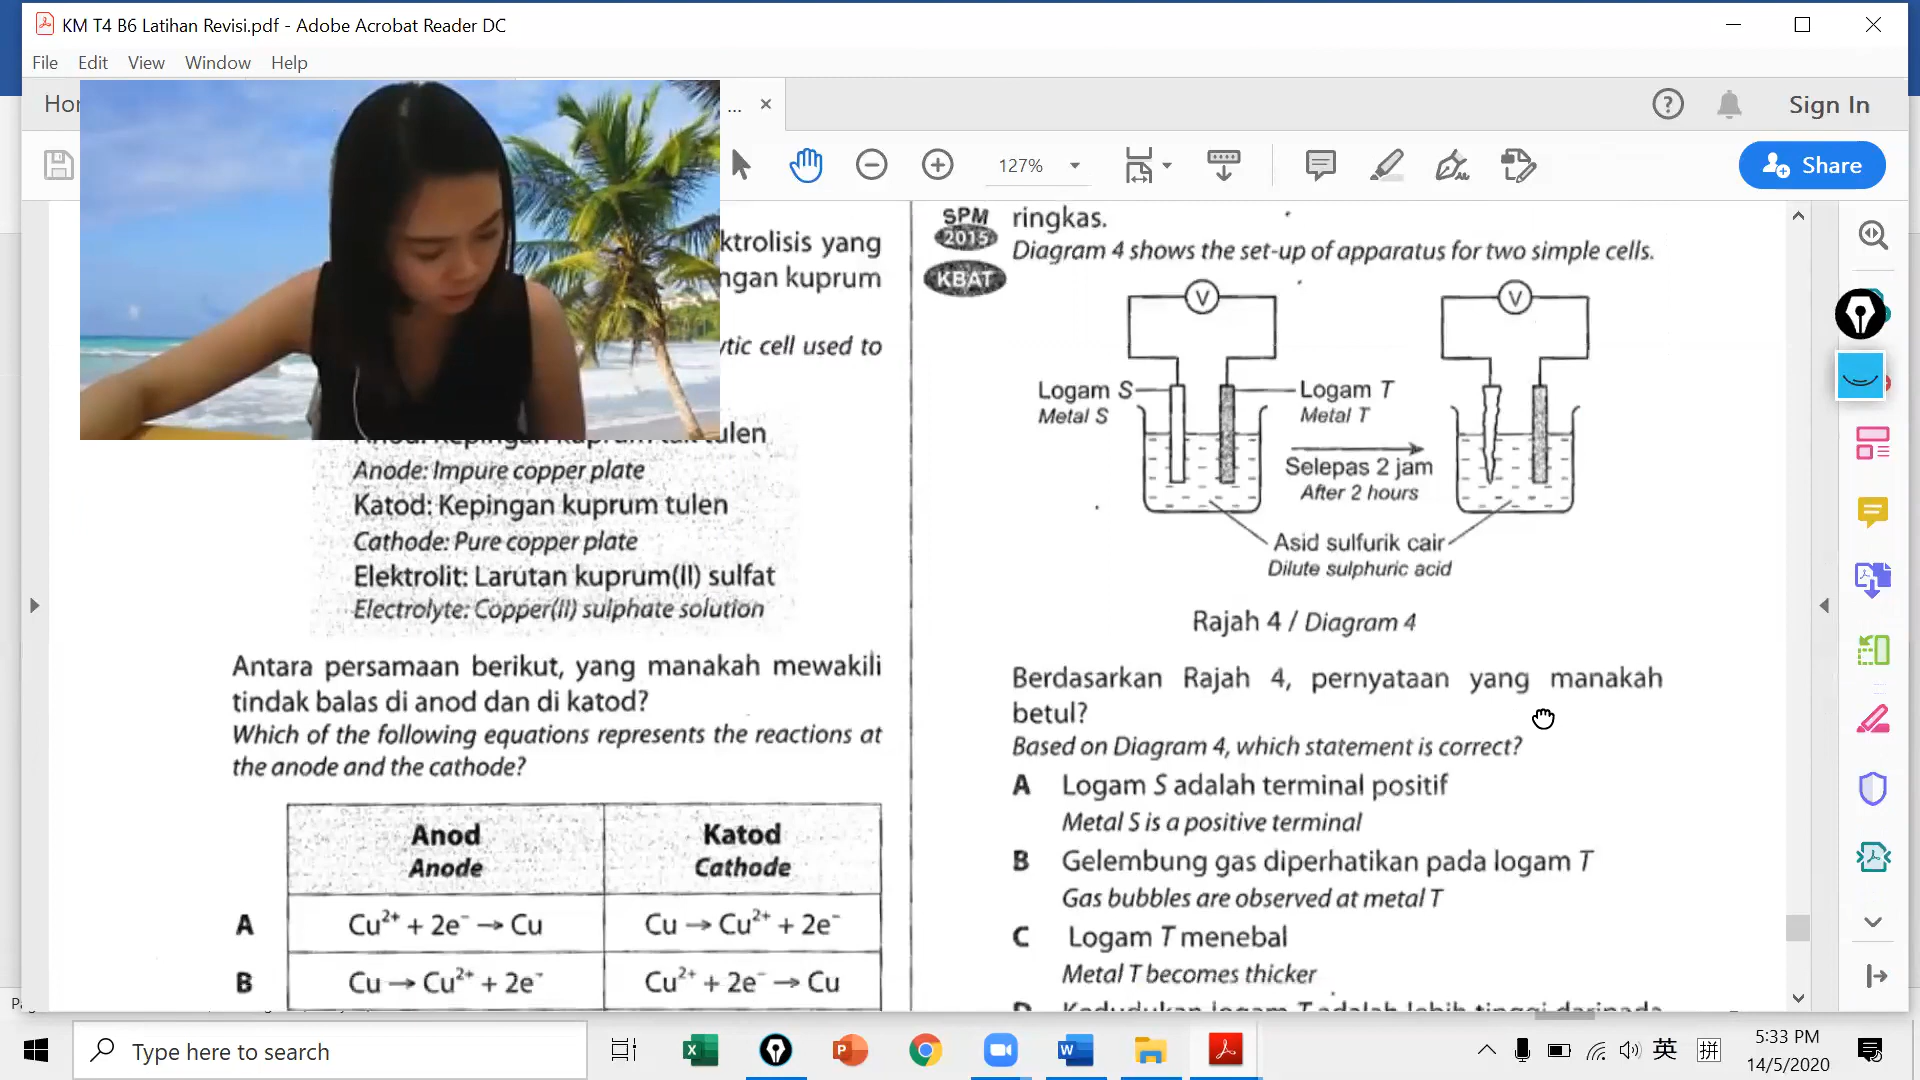 KM T4 B6 Latihan Revisi.pdf - Adobe Acrobat Reader DC
File Edit View Window Help
... ×
Sign In
127%
Share
ktrolisis yang
ngan kuprum
tic cell used to
Anode: Impure copper plate
Katod: Kepingan kuprum tulen
Cathode: Pure copper plate
Elektrolit: Larutan kuprum(II) sulfat
Electrolyte: Copper(II) sulphate solution
Antara persamaan berikut, yang manakah mewakili
tindak balas di anod dan di katod?
Which of the following equations represents the reactions at
the anode and the cathode?
Anod Katod
Anode Cathode
A Cu²⁺ + 2e⁻ → Cu Cu → Cu²⁺ + 2e⁻
B Cu → Cu²⁺ + 2e⁻ Cu²⁺ + 2e⁻ → Cu
SPM
2015
KBAT
ringkas.
Diagram 4 shows the set-up of apparatus for two simple cells.
V V
Logam S Logam T
Metal S Metal T
Selepas 2 jam
After 2 hours
Asid sulfurik cair
Dilute sulphuric acid
Rajah 4 / Diagram 4
Berdasarkan Rajah 4, pernyataan yang manakah
betul?
Based on Diagram 4, which statement is correct?
A Logam S adalah terminal positif
Metal S is a positive terminal
B Gelembung gas diperhatikan pada logam T
Gas bubbles are observed at metal T
C Logam T menebal
Metal T becomes thicker
D Kedudukan logam T adalah lebih tinggi daripada
Type here to search
英 拼
5:33 PM
14/5/2020